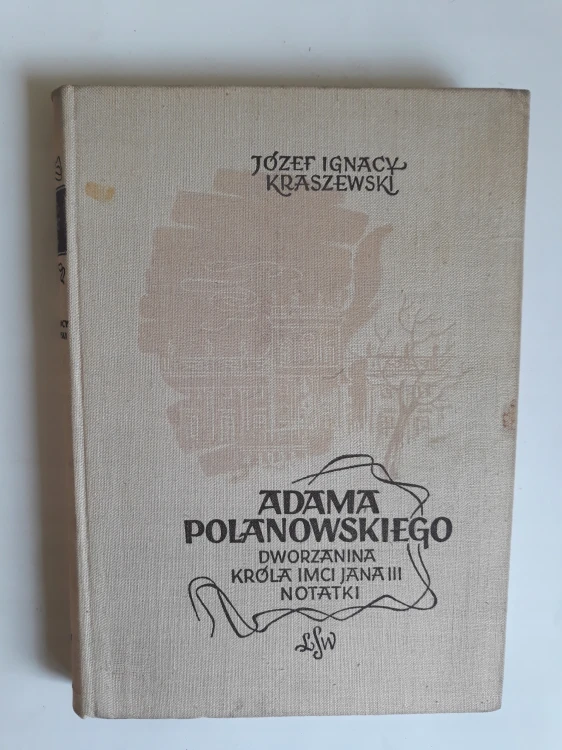 JÓZEF IGNACY
KRASZEWSKI
ADAMA
POLANOWSKIEGO
DWORZANINA
KRÓLA IMCI JANA III
NOTATKI
LSW